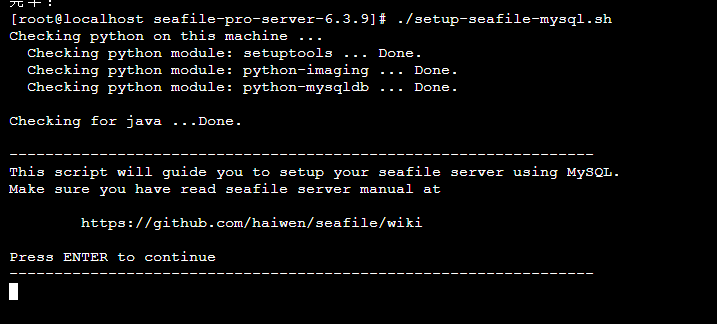 [root@localhost seafile-pro-server-6.3.9]# ./setup-seafile-mysql.sh
Checking python on this machine ...
  Checking python module: setuptools ... Done.
  Checking python module: python-imaging ... Done.
  Checking python module: python-mysqldb ... Done.
Checking for java ...Done.
-----------------------------------------------------------------
This script will guide you to setup your seafile server using MySQL.
Make sure you have read seafile server manual at
        https://github.com/haiwen/seafile/wiki
Press ENTER to continue
-----------------------------------------------------------------